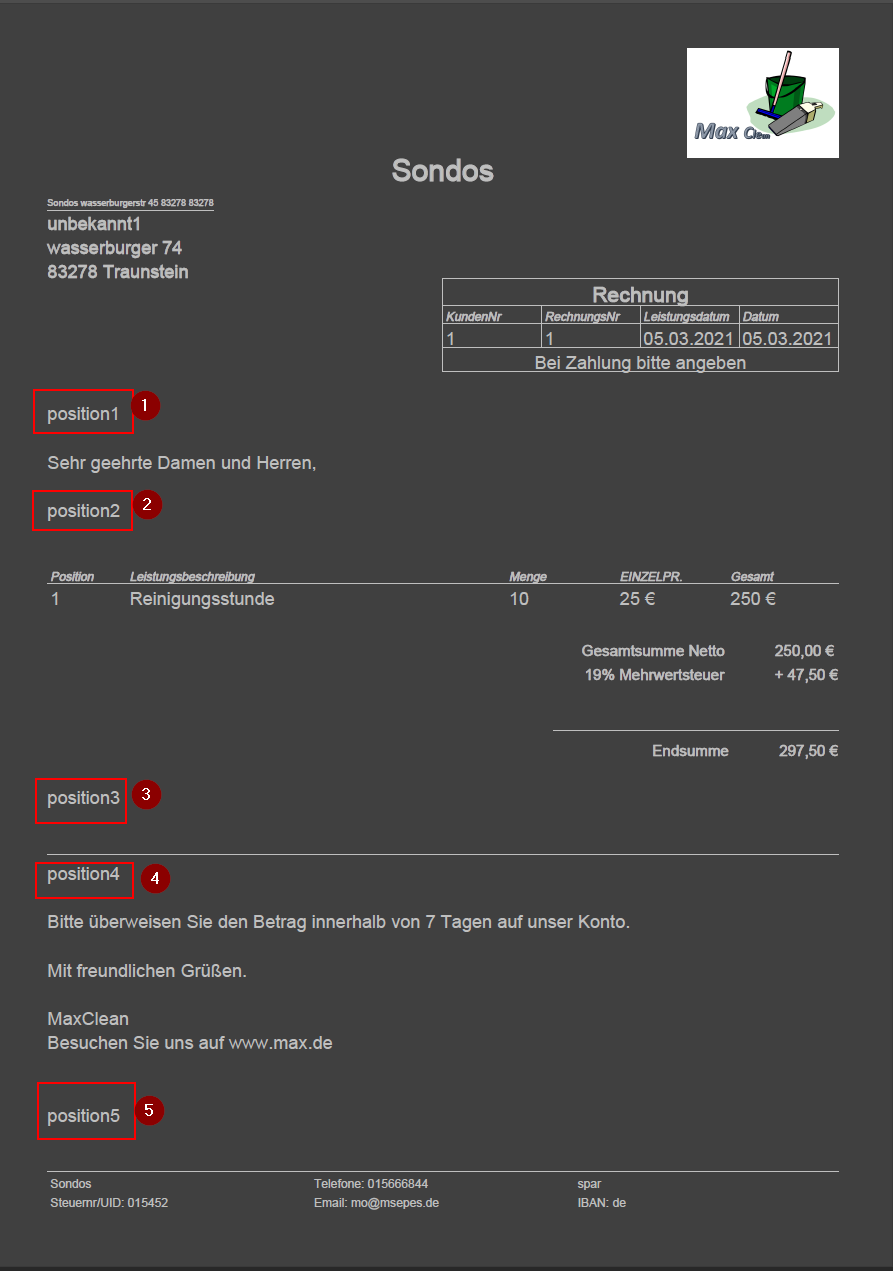 Max Clean
Sondos
Sondos wasserburgerstr 45 83278 83278
unbekannt1
wasserburger 74
83278 Traunstein
Rechnung
KundenNr RechnungsNr Leistungsdatum Datum
1 1 05.03.2021 05.03.2021
Bei Zahlung bitte angeben
position1 1
Sehr geehrte Damen und Herren,
position2 2
Position Leistungsbeschreibung Menge EINZELPR. Gesamt
1 Reinigungsstunde 10 25 € 250 €
Gesamtsumme Netto 250,00 €
19% Mehrwertsteuer + 47,50 €
Endsumme 297,50 €
position3 3
position4 4
Bitte überweisen Sie den Betrag innerhalb von 7 Tagen auf unser Konto.
Mit freundlichen Grüßen.
MaxClean
Besuchen Sie uns auf www.max.de
position5 5
Sondos Telefone: 015666844 spar
Steuernr/UID: 015452 Email: mo@msepes.de IBAN: de